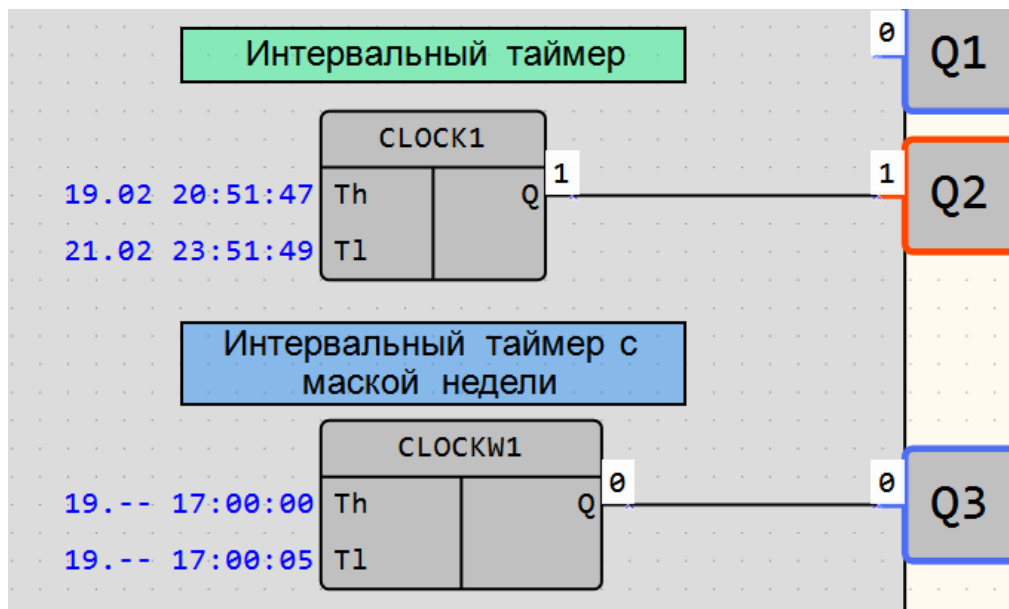 Интервальный таймер
0
Q1
CLOCK1
19.02 20:51:47 Th Q 1 1 Q2
21.02 23:51:49 Tl
Интервальный таймер с
маской недели
CLOCKW1
19.-- 17:00:00 Th Q 0 0 Q3
19.-- 17:00:05 Tl